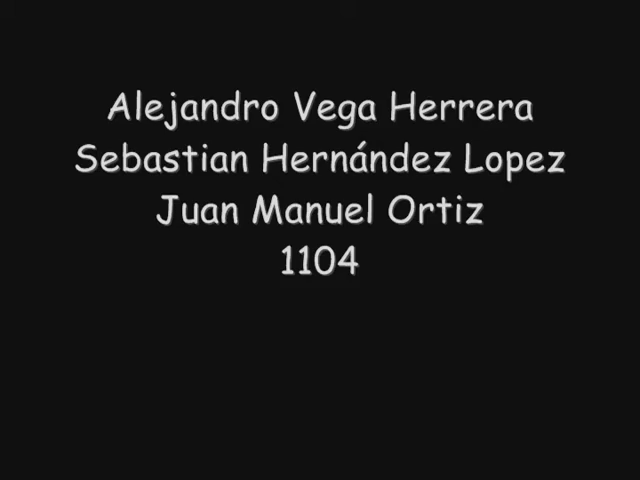 Alejandro Vega Herrera
Sebastian Hernández Lopez
Juan Manuel Ortiz
1104